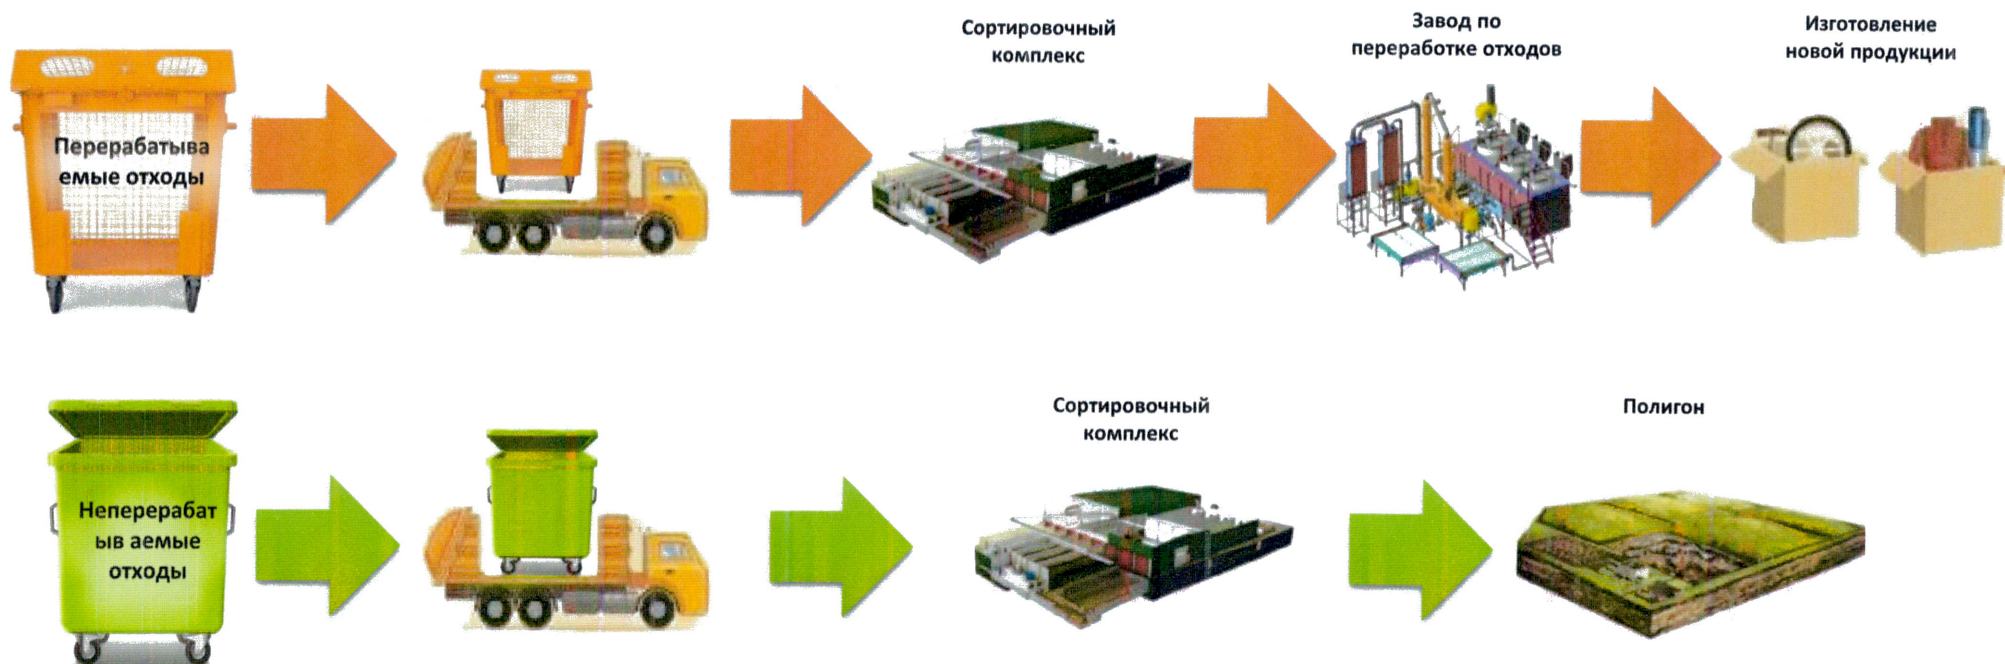 Сортировочный
комплекс
Завод по
переработке отходов
Изготовление
новой продукции
Перерабатыва
емые отходы
Сортировочный
комплекс
Полигон
Неперерабат
ыв аемые
отходы